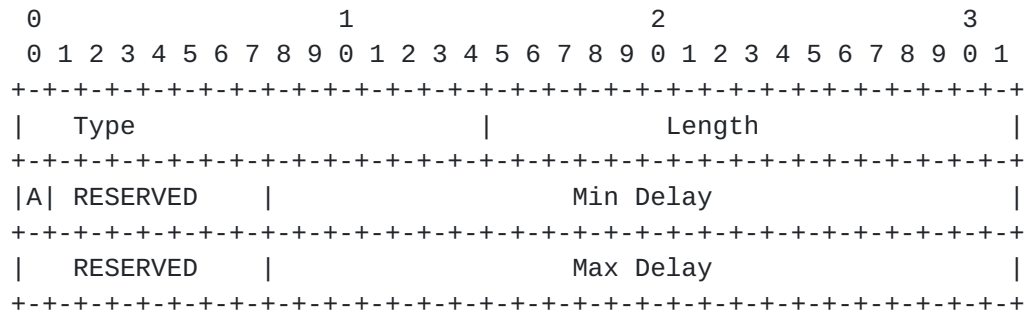 0                   1                   2                   3
 0 1 2 3 4 5 6 7 8 9 0 1 2 3 4 5 6 7 8 9 0 1 2 3 4 5 6 7 8 9 0 1
+-+-+-+-+-+-+-+-+-+-+-+-+-+-+-+-+-+-+-+-+-+-+-+-+-+-+-+-+-+-+-+-+
|   Type                      |           Length                |
+-+-+-+-+-+-+-+-+-+-+-+-+-+-+-+-+-+-+-+-+-+-+-+-+-+-+-+-+-+-+-+-+
|A| RESERVED    |                   Min Delay                   |
+-+-+-+-+-+-+-+-+-+-+-+-+-+-+-+-+-+-+-+-+-+-+-+-+-+-+-+-+-+-+-+-+
|   RESERVED    |                   Max Delay                   |
+-+-+-+-+-+-+-+-+-+-+-+-+-+-+-+-+-+-+-+-+-+-+-+-+-+-+-+-+-+-+-+-+